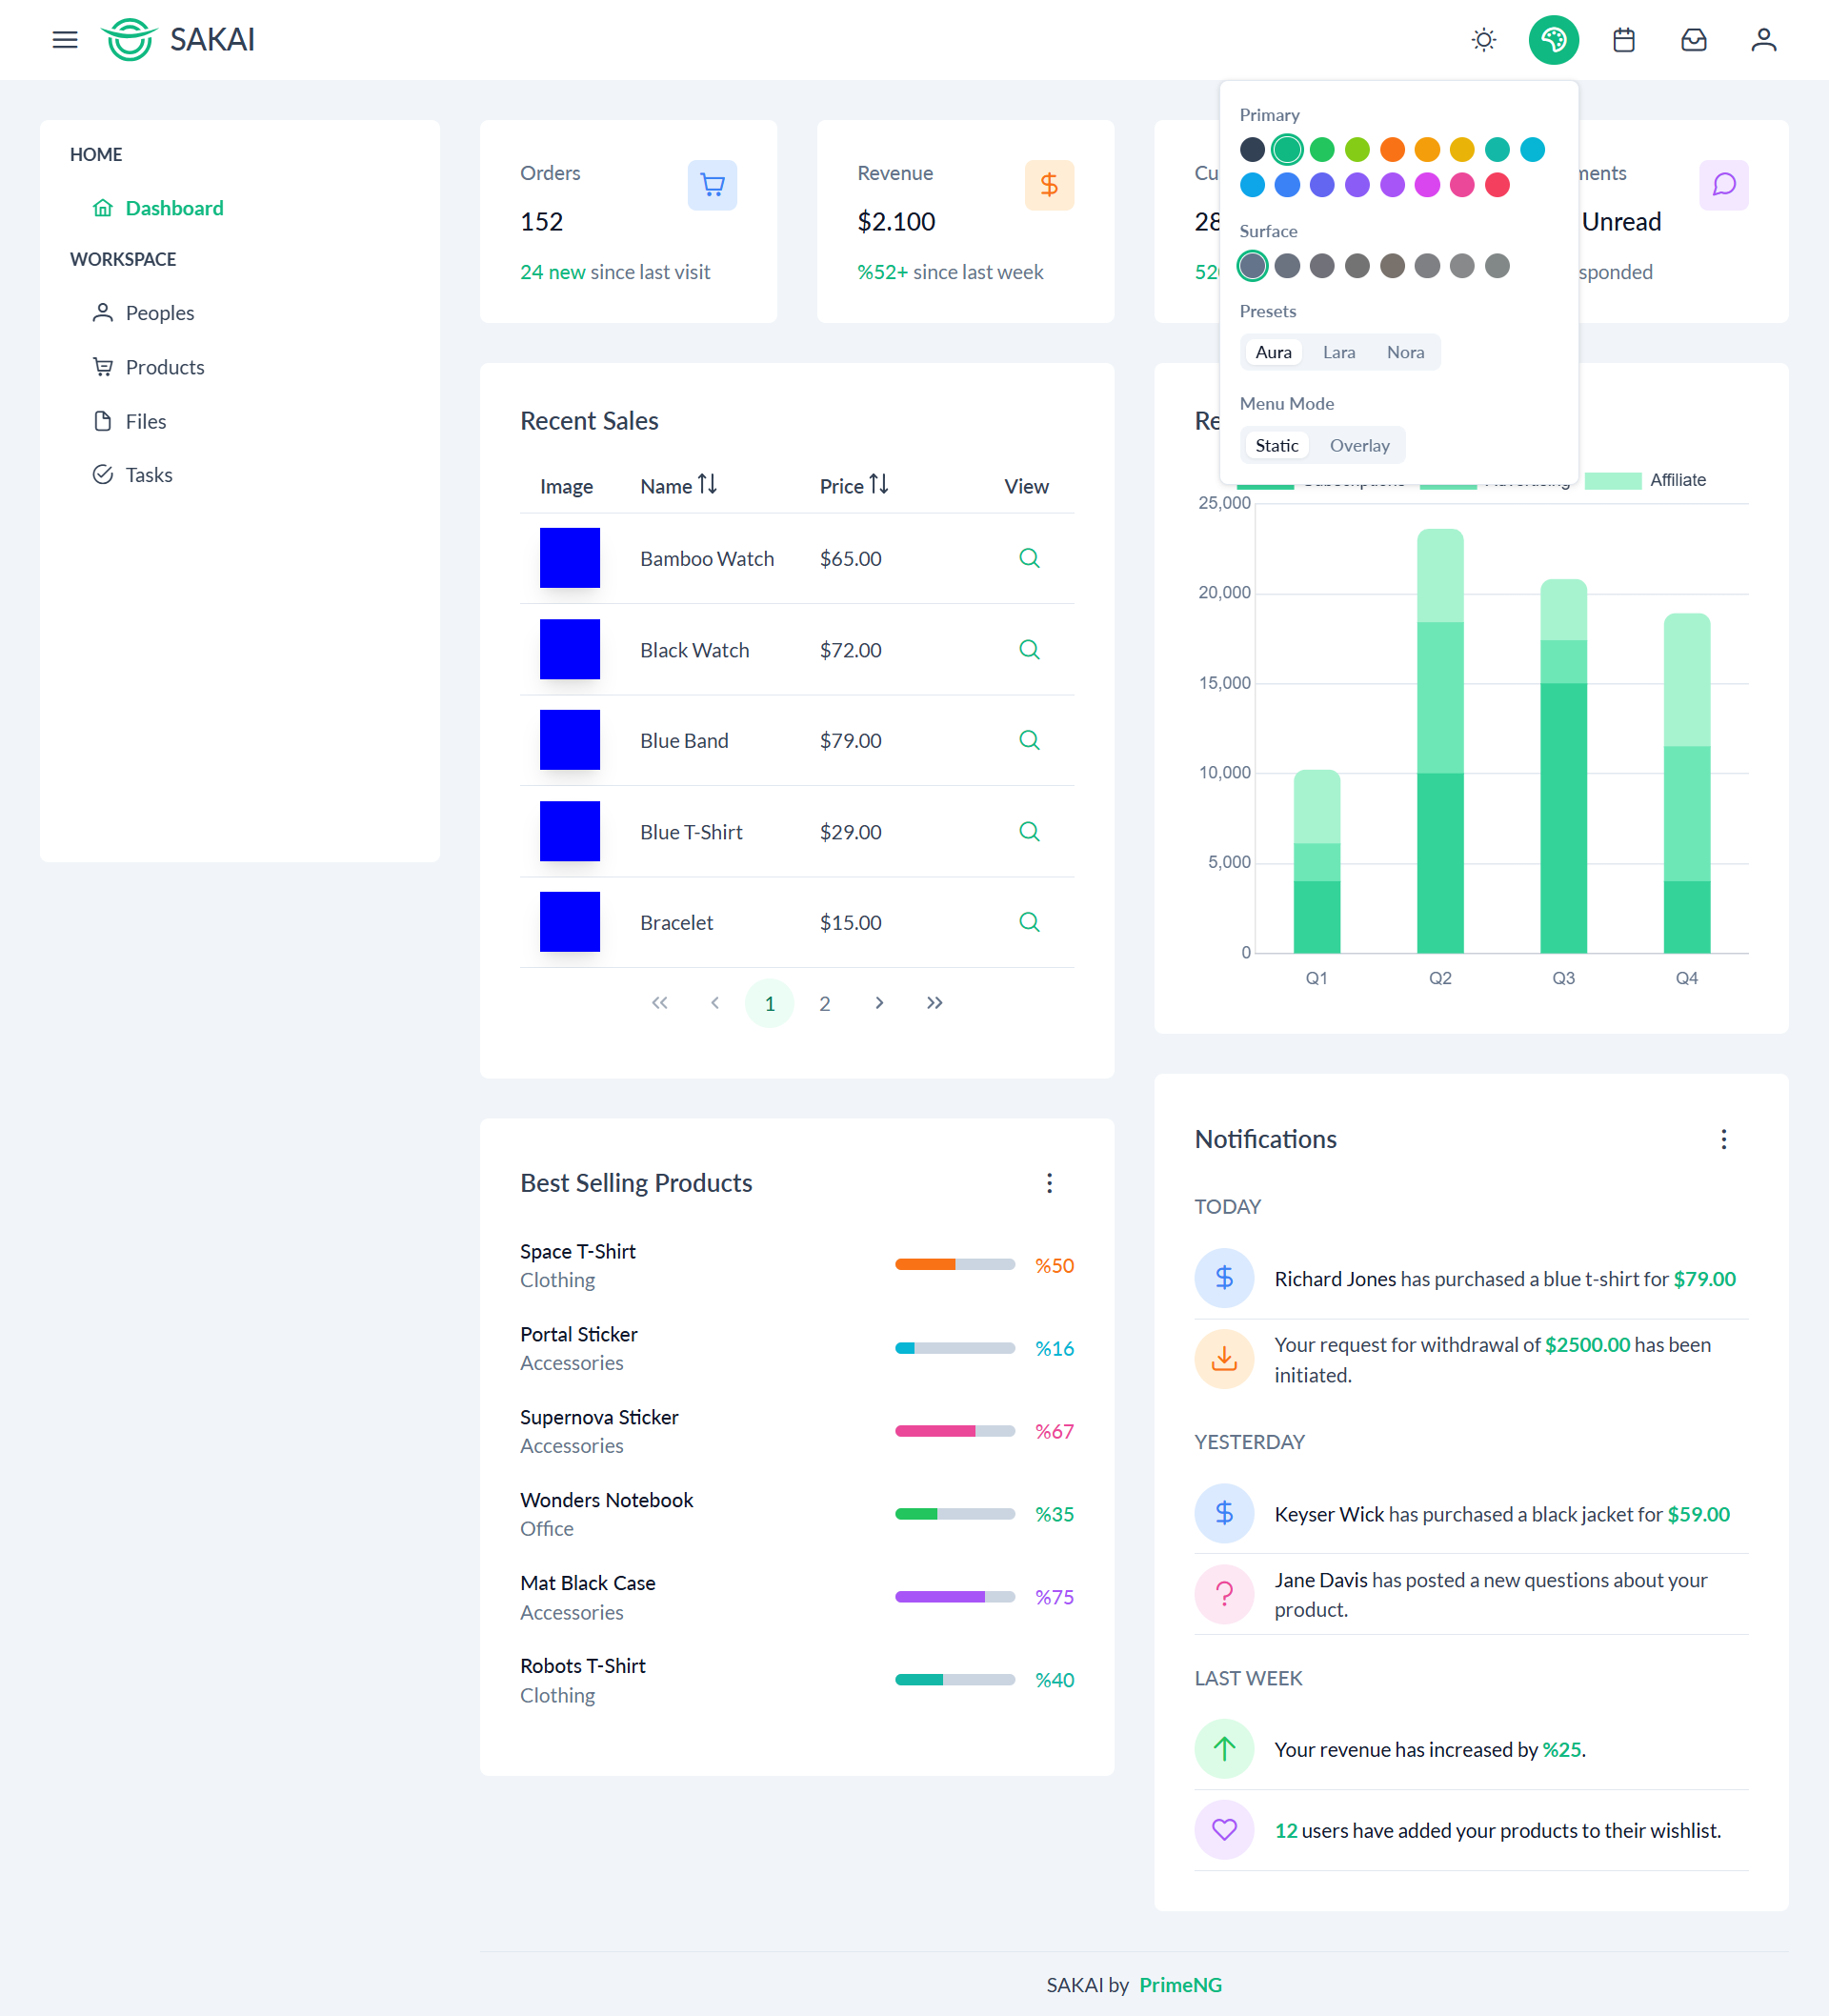 SAKAI
HOME
Dashboard
WORKSPACE
Peoples
Products
Files
Tasks
Orders
152
24 new since last visit
Revenue
$2.100
%52+ since last week
Primary
Surface
Presets
Aura Lara Nora
Menu Mode
Static Overlay
Unread
Recent Sales
Image Name Price View
Bamboo Watch $65.00
Black Watch $72.00
Blue Band $79.00
Blue T-Shirt $29.00
Bracelet $15.00
1 2
Affiliate
25,000
20,000
15,000
10,000
5,000
0
Q1 Q2 Q3 Q4
Best Selling Products
Space T-Shirt
Clothing
%50
Portal Sticker
Accessories
%16
Supernova Sticker
Accessories
%67
Wonders Notebook
Office
%35
Mat Black Case
Accessories
%75
Robots T-Shirt
Clothing
%40
Notifications
TODAY
Richard Jones has purchased a blue t-shirt for $79.00
Your request for withdrawal of $2500.00 has been
initiated.
YESTERDAY
Keyser Wick has purchased a black jacket for $59.00
Jane Davis has posted a new questions about your
product.
LAST WEEK
Your revenue has increased by %25.
12 users have added your products to their wishlist.
SAKAI by PrimeNG